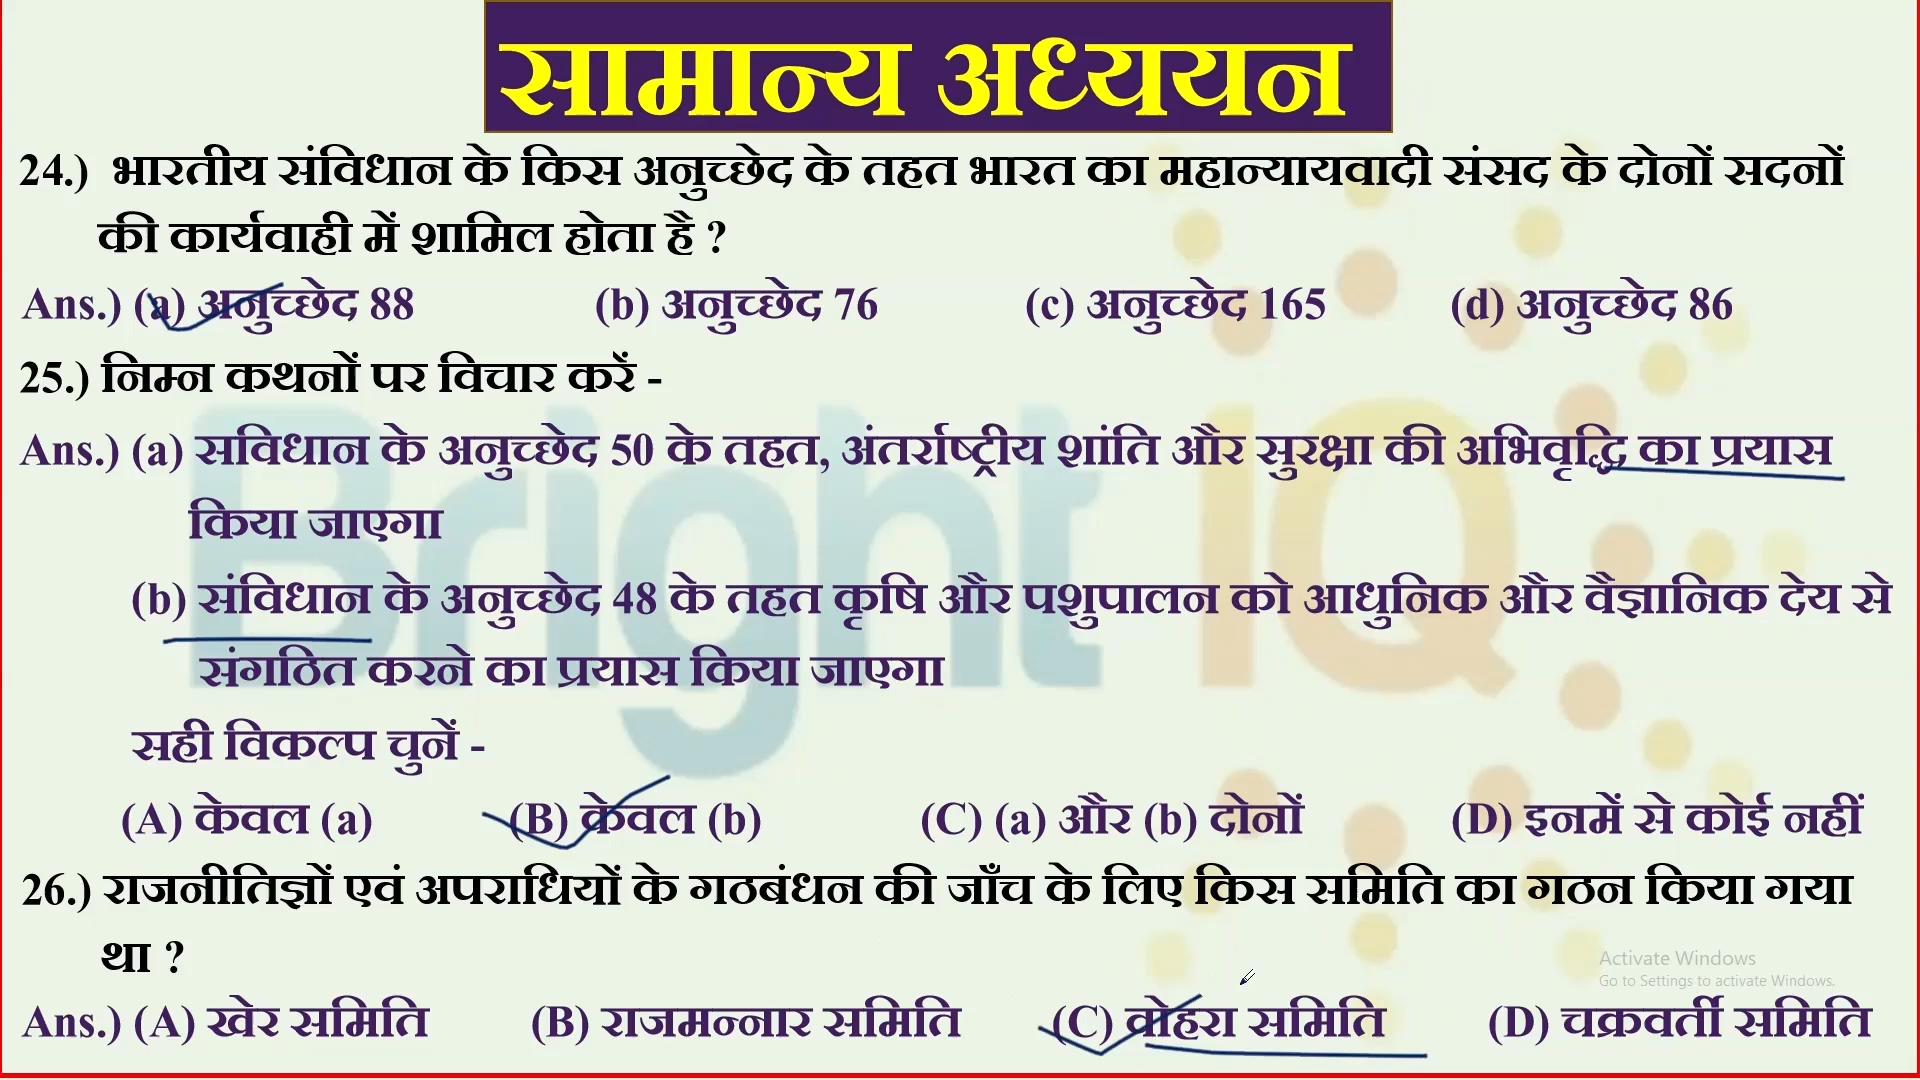 सामान्य अध्ययन
24.) भारतीय संविधान के किस अनुच्छेद के तहत भारत का महान्यायवादी संसद के दोनों सदनों
की कार्यवाही में शामिल होता है ?
Ans.) (a) अनुच्छेद 88 (b) अनुच्छेद 76 (c) अनुच्छेद 165 (d) अनुच्छेद 86
25.) निम्न कथनों पर विचार करें -
Ans.) (a) सविधान के अनुच्छेद 50 के तहत, अंतर्राष्ट्रीय शांति और सुरक्षा की अभिवृद्धि का प्रयास
किया जाएगा
(b) संविधान के अनुच्छेद 48 के तहत कृषि और पशुपालन को आधुनिक और वैज्ञानिक देय से
संगठित करने का प्रयास किया जाएगा
सही विकल्प चुनें -
(A) केवल (a) (B) केवल (b) (C) (a) और (b) दोनों (D) इनमें से कोई नहीं
26.) राजनीतिज्ञों एवं अपराधियों के गठबंधन की जाँच के लिए किस समिति का गठन किया गया
था ?
Ans.) (A) खेर समिति (B) राजमन्नार समिति (C) वोहरा समिति (D) चक्रवर्ती समिति
Bright IQ
Activate Windows
Go to Settings to activate Windows.